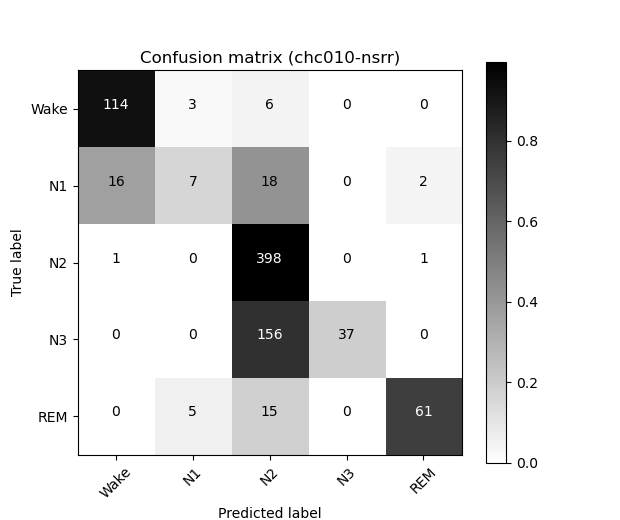 Confusion matrix (chc010-nsrr)
Wake 114 3 6 0 0
N1 16 7 18 0 2
N2 1 0 398 0 1
N3 0 0 156 37 0
REM 0 5 15 0 61
Wake N1 N2 N3 REM
Predicted label
True label
0.8
0.6
0.4
0.2
0.0